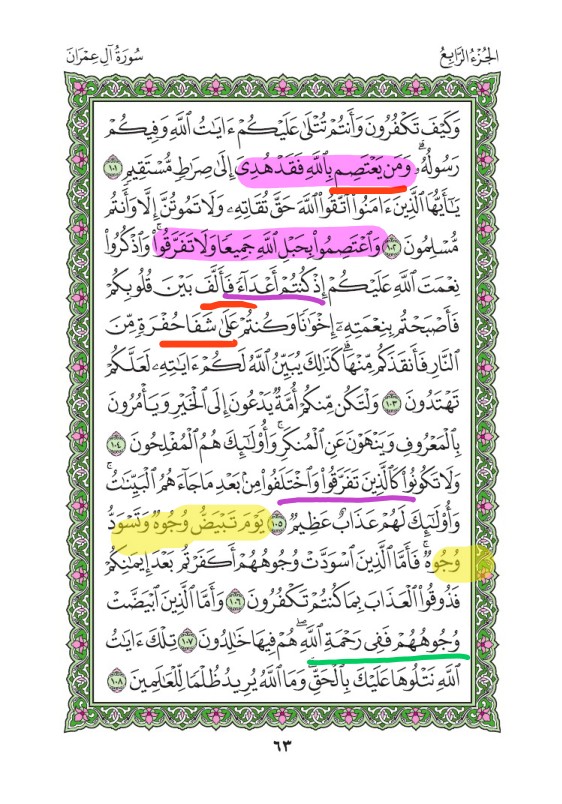 الجزء الرابع
سورة آل عمران
وَكَيْفَ تَكْفُرُونَ وَأَنتُمْ تُتْلَىٰ عَلَيْكُمْ ءَايَٰتُ ٱللَّهِ وَفِيكُمْ
رَسُولُهُۥ ۗ وَمَن يَعْتَصِم بِٱللَّهِ فَقَدْ هُدِىَ إِلَىٰ صِرَٰطٍ مُّسْتَقِيمٍ ١٠١
يَٰٓأَيُّهَا ٱلَّذِينَ ءَامَنُوا۟ ٱتَّقُوا۟ ٱللَّهَ حَقَّ تُقَاتِهِۦ وَلَا تَمُوتُنَّ إِلَّا وَأَنتُم
مُّسْلِمُونَ ١٠٢ وَٱعْتَصِمُوا۟ بِحَبْلِ ٱللَّهِ جَمِيعًا وَلَا تَفَرَّقُوا۟ ۚ وَٱذْكُرُوا۟
نِعْمَتَ ٱللَّهِ عَلَيْكُمْ إِذْ كُنتُمْ أَعْدَآءً فَأَلَّفَ بَيْنَ قُلُوبِكُمْ
فَأَصْبَحْتُم بِنِعْمَتِهِۦٓ إِخْوَٰنًا وَكُنتُمْ عَلَىٰ شَفَا حُفْرَةٍ مِّنَ
ٱلنَّارِ فَأَنقَذَكُم مِّنْهَا ۗ كَذَٰلِكَ يُبَيِّنُ ٱللَّهُ لَكُمْ ءَايَٰتِهِۦ لَعَلَّكُمْ
تَهْتَدُونَ ١٠٣ وَلْتَكُن مِّنكُمْ أُمَّةٌ يَدْعُونَ إِلَى ٱلْخَيْرِ وَيَأْمُرُونَ
بِٱلْمَعْرُوفِ وَيَنْهَوْنَ عَنِ ٱلْمُنكَرِ ۚ وَأُو۟لَٰٓئِكَ هُمُ ٱلْمُفْلِحُونَ ١٠٤
وَلَا تَكُونُوا۟ كَٱلَّذِينَ تَفَرَّقُوا۟ وَٱخْتَلَفُوا۟ مِنۢ بَعْدِ مَا جَآءَهُمُ ٱلْبَيِّنَٰتُ ۚ
وَأُو۟لَٰٓئِكَ لَهُمْ عَذَابٌ عَظِيمٌ ١٠٥ يَوْمَ تَبْيَضُّ وُجُوهٌ وَتَسْوَدُّ
وُجُوهٌ ۚ فَأَمَّا ٱلَّذِينَ ٱسْوَدَّتْ وُجُوهُهُمْ أَكَفَرْتُم بَعْدَ إِيمَٰنِكُمْ
فَذُوقُوا۟ ٱلْعَذَابَ بِمَا كُنتُمْ تَكْفُرُونَ ١٠٦ وَأَمَّا ٱلَّذِينَ ٱبْيَضَّتْ
وُجُوهُهُمْ فَفِى رَحْمَةِ ٱللَّهِ ۖ هُمْ فِيهَا خَٰلِدُونَ ١٠٧ تِلْكَ ءَايَٰتُ
ٱللَّهِ نَتْلُوهَا عَلَيْكَ بِٱلْحَقِّ ۗ وَمَا ٱللَّهُ يُرِيدُ ظُلْمًا لِّلْعَٰلَمِينَ ١٠٨
٦٣